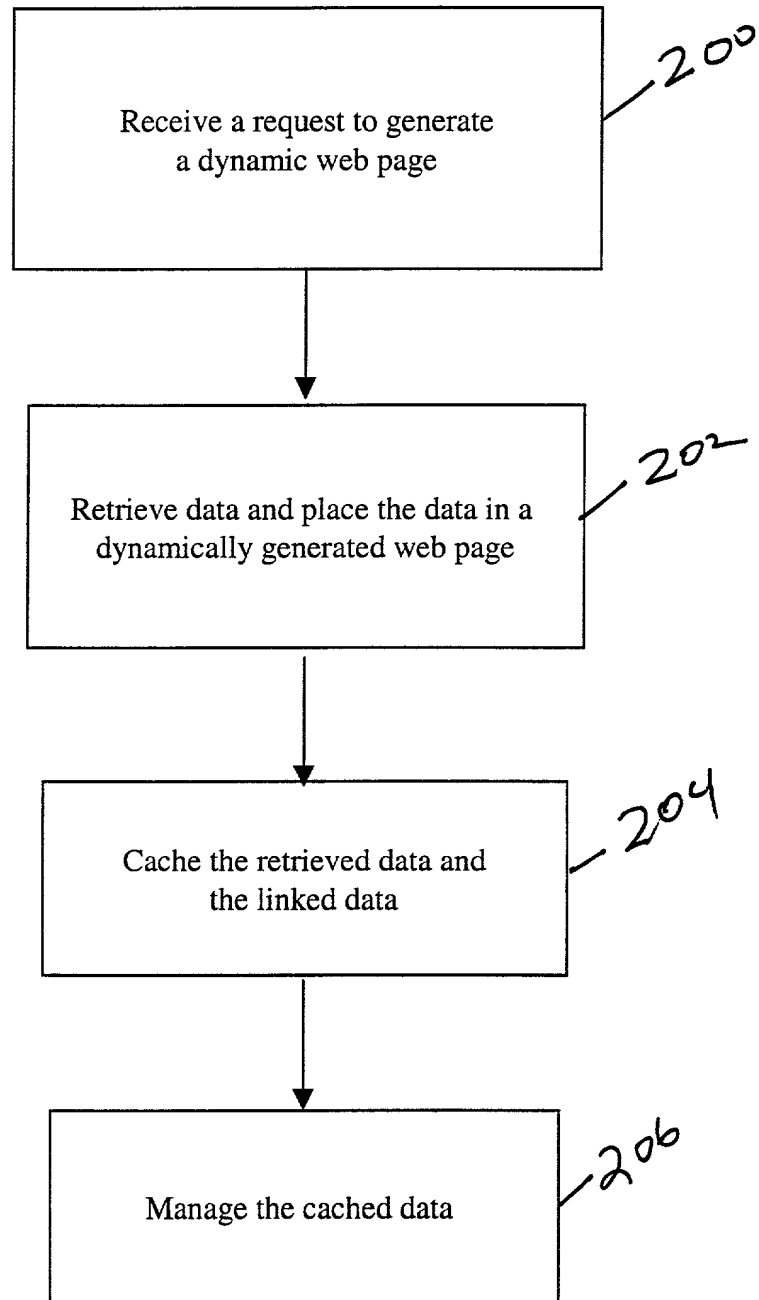 200
Receive a request to generate
a dynamic web page
202
Retrieve data and place the data in a
dynamically generated web page
204
Cache the retrieved data and
the linked data
206
Manage the cached data